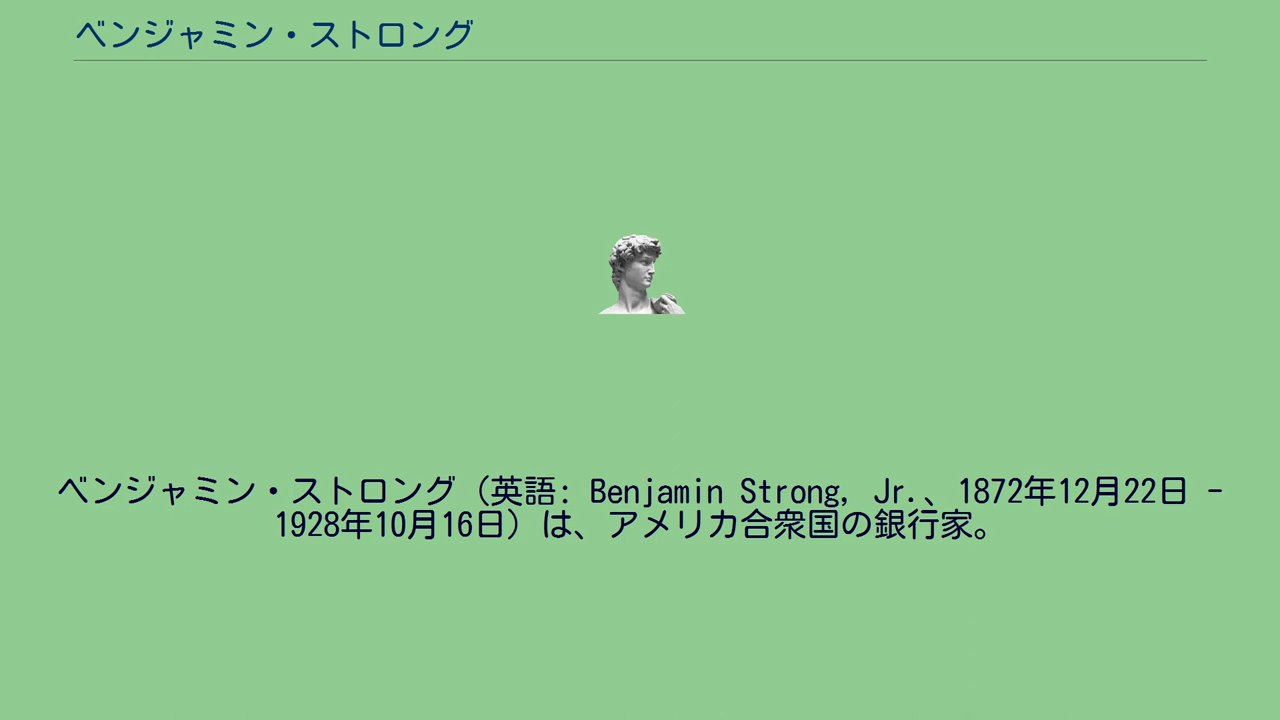 ベンジャミン・ストロング
ベンジャミン・ストロング（英語: Benjamin Strong, Jr.、1872年12月22日 -
1928年10月16日）は、アメリカ合衆国の銀行家。